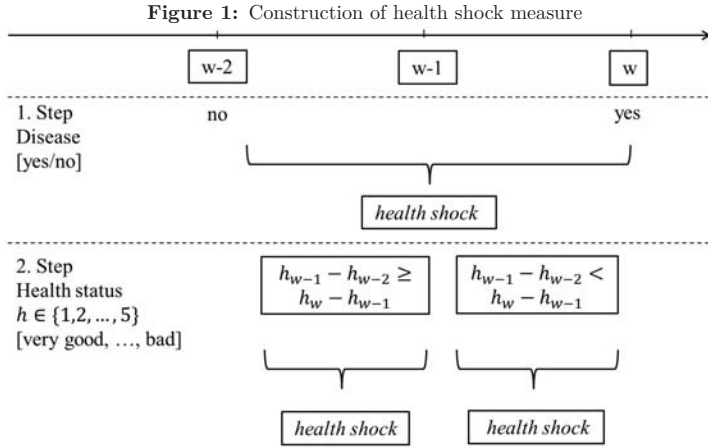 Figure 1: Construction of health shock measure
w-2
w-1
w
1. Step
Disease
[yes/no]
no
yes
health shock
2. Step
Health status
h ∈ {1,2, … , 5}
[very good, …, bad]
h_{w−1} − h_{w−2} ≥
h_w − h_{w−1}
h_{w−1} − h_{w−2} <
h_w − h_{w−1}
health shock
health shock